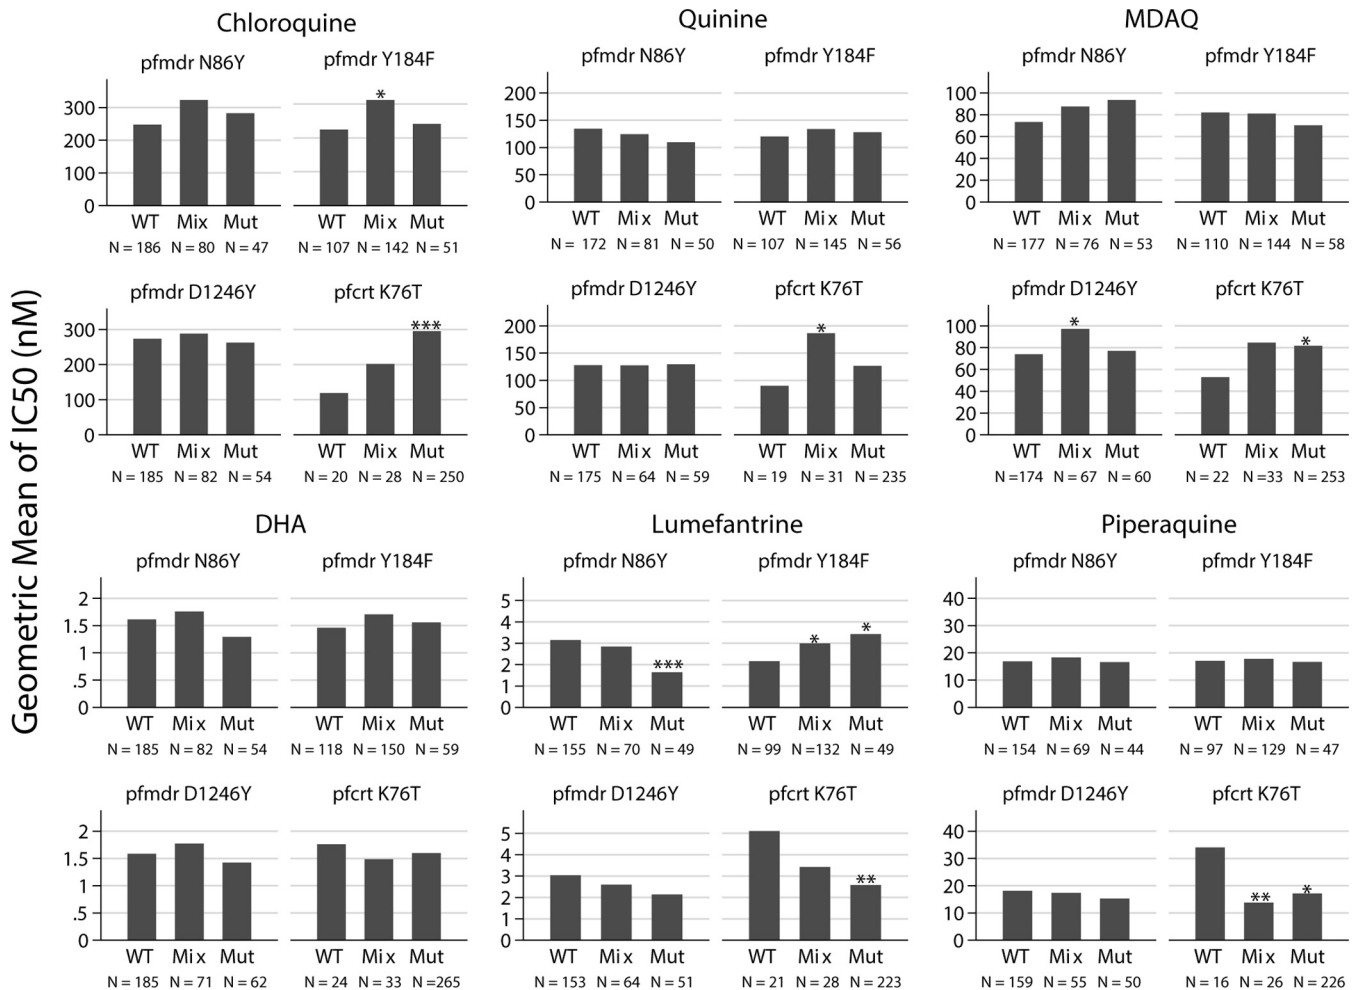 Geometric Mean of IC50 (nM)
Chloroquine
pfmdr N86Y
pfmdr Y184F
300
200
100
0
*
WT Mix Mut
WT Mix Mut
N = 186 N = 80 N = 47
N = 107 N = 142 N = 51
pfmdr D1246Y
pfcrt K76T
300
200
100
0
***
WT Mix Mut
WT Mix Mut
N = 185 N = 82 N = 54
N = 20 N = 28 N = 250
Quinine
pfmdr N86Y
pfmdr Y184F
200
150
100
50
0
WT Mix Mut
WT Mix Mut
N = 172 N = 81 N = 50
N = 107 N = 145 N = 56
pfmdr D1246Y
pfcrt K76T
200
150
100
50
0
*
WT Mix Mut
WT Mix Mut
N = 175 N = 64 N = 59
N = 19 N = 31 N = 235
MDAQ
pfmdr N86Y
pfmdr Y184F
100
80
60
40
20
0
WT Mix Mut
WT Mix Mut
N = 177 N = 76 N = 53
N = 110 N = 144 N = 58
pfmdr D1246Y
pfcrt K76T
100
80
60
40
20
0
*
*
WT Mix Mut
WT Mix Mut
N =174 N = 67 N = 60
N = 22 N =33 N = 253
DHA
pfmdr N86Y
pfmdr Y184F
2
1.5
1
.5
0
WT Mix Mut
WT Mix Mut
N = 185 N = 82 N = 54
N = 118 N = 150 N = 59
pfmdr D1246Y
pfcrt K76T
2
1.5
1
.5
0
WT Mix Mut
WT Mix Mut
N = 185 N = 71 N = 62
N = 24 N = 33 N =265
Lumefantrine
pfmdr N86Y
pfmdr Y184F
5
4
3
2
1
0
***
* *
WT Mix Mut
WT Mix Mut
N = 155 N = 70 N = 49
N = 99 N =132 N = 49
pfmdr D1246Y
pfcrt K76T
5
4
3
2
1
0
**
WT Mix Mut
WT Mix Mut
N = 153 N = 64 N = 51
N = 21 N = 28 N = 223
Piperaquine
pfmdr N86Y
pfmdr Y184F
40
30
20
10
0
WT Mix Mut
WT Mix Mut
N = 154 N = 69 N = 44
N = 97 N = 129 N = 47
pfmdr D1246Y
pfcrt K76T
40
30
20
10
0
** *
WT Mix Mut
WT Mix Mut
N = 159 N = 55 N = 50
N = 16 N = 26 N = 226